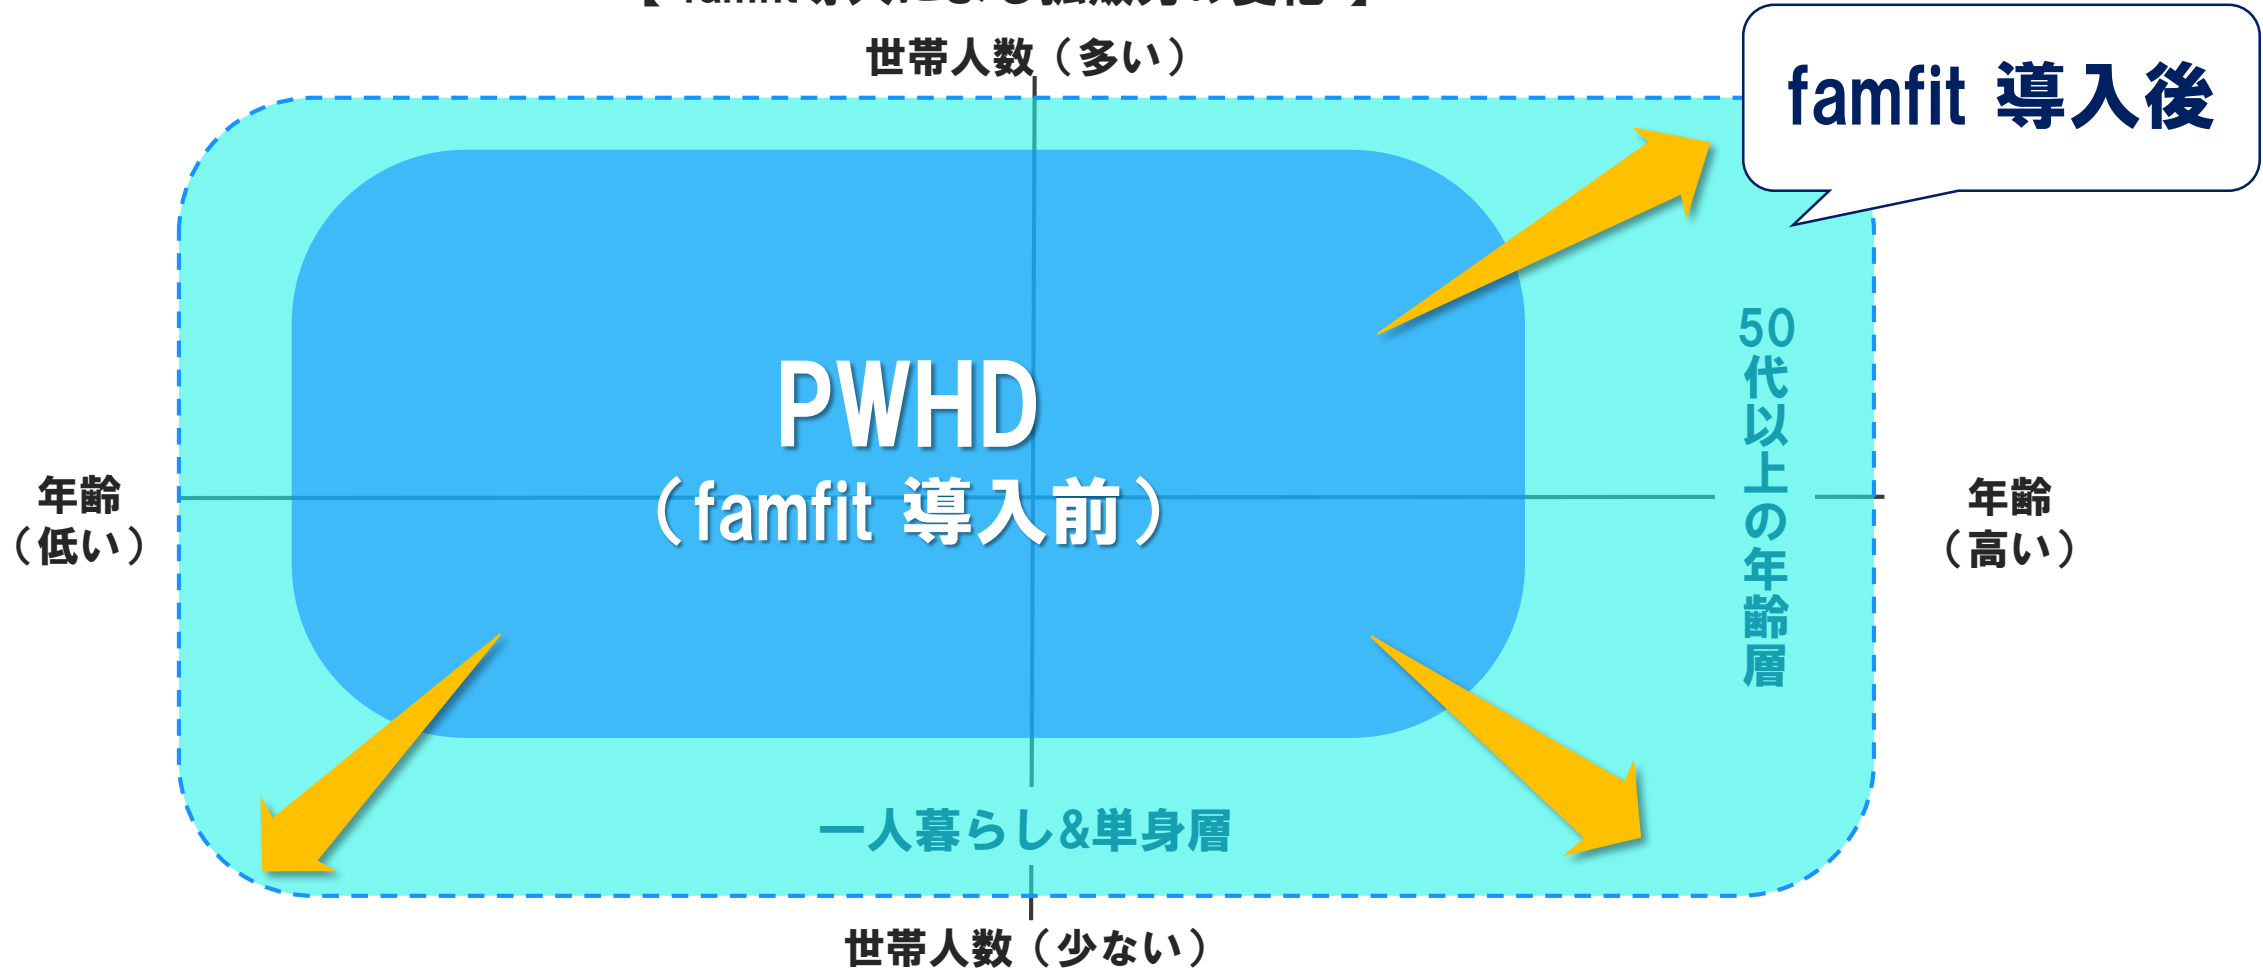 世帯人数（多い）
famfit 導入後
PWHD
（famfit 導入前）
50代以上の年齢層
年齢
（低い）
年齢
（高い）
一人暮らし&単身層
世帯人数（少ない）